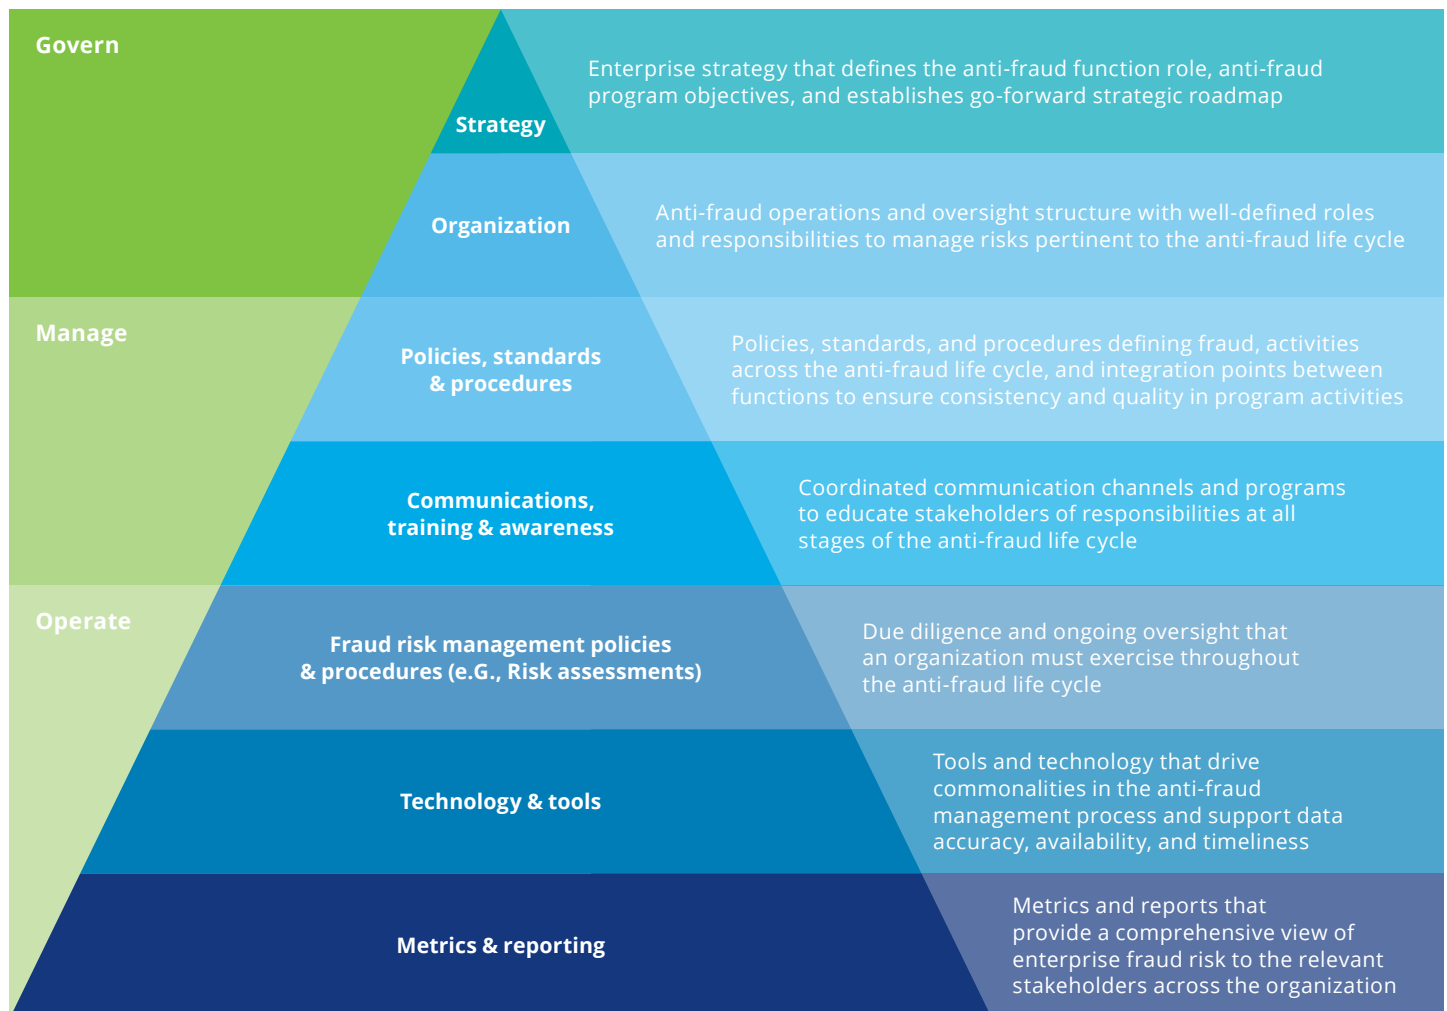 Govern
Strategy
Enterprise strategy that defines the anti-fraud function role, anti-fraud
program objectives, and establishes go-forward strategic roadmap
Organization
Anti-fraud operations and oversight structure with well-defined roles
and responsibilities to manage risks pertinent to the anti-fraud life cycle
Manage
Policies, standards
& procedures
Policies, standards, and procedures defining fraud, activities
across the anti-fraud life cycle, and integration points between
functions to ensure consistency and quality in program activities
Communications,
training & awareness
Coordinated communication channels and programs
to educate stakeholders of responsibilities at all
stages of the anti-fraud life cycle
Operate
Fraud risk management policies
& procedures (e.G., Risk assessments)
Due diligence and ongoing oversight that
an organization must exercise throughout
the anti-fraud life cycle
Technology & tools
Tools and technology that drive
commonalities in the anti-fraud
management process and support data
accuracy, availability, and timeliness
Metrics & reporting
Metrics and reports that
provide a comprehensive view of
enterprise fraud risk to the relevant
stakeholders across the organization